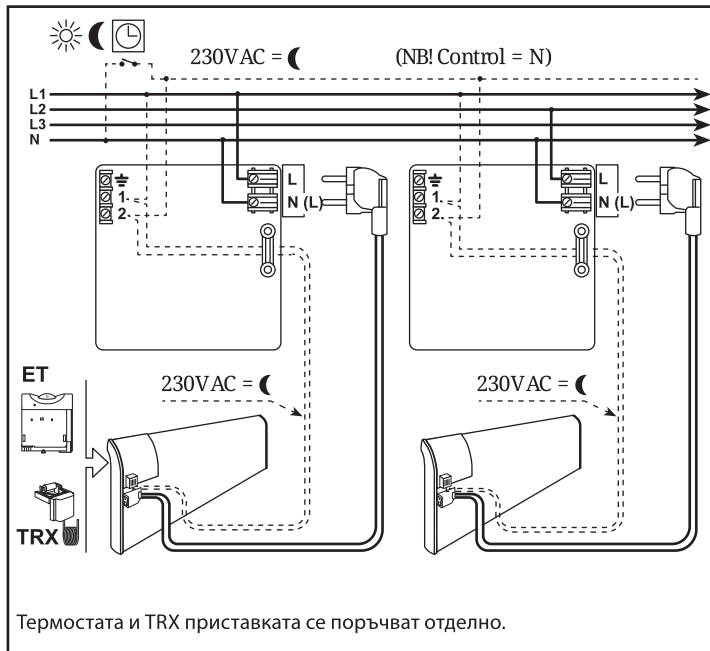 230VAC =
(NB! Control = N)
L1
L2
L3
N
1
2
L
N (L)
1
2
L
N (L)
ET
230VAC =
230VAC =
TRX
Термостата и TRX приставката се поръчват отделно.